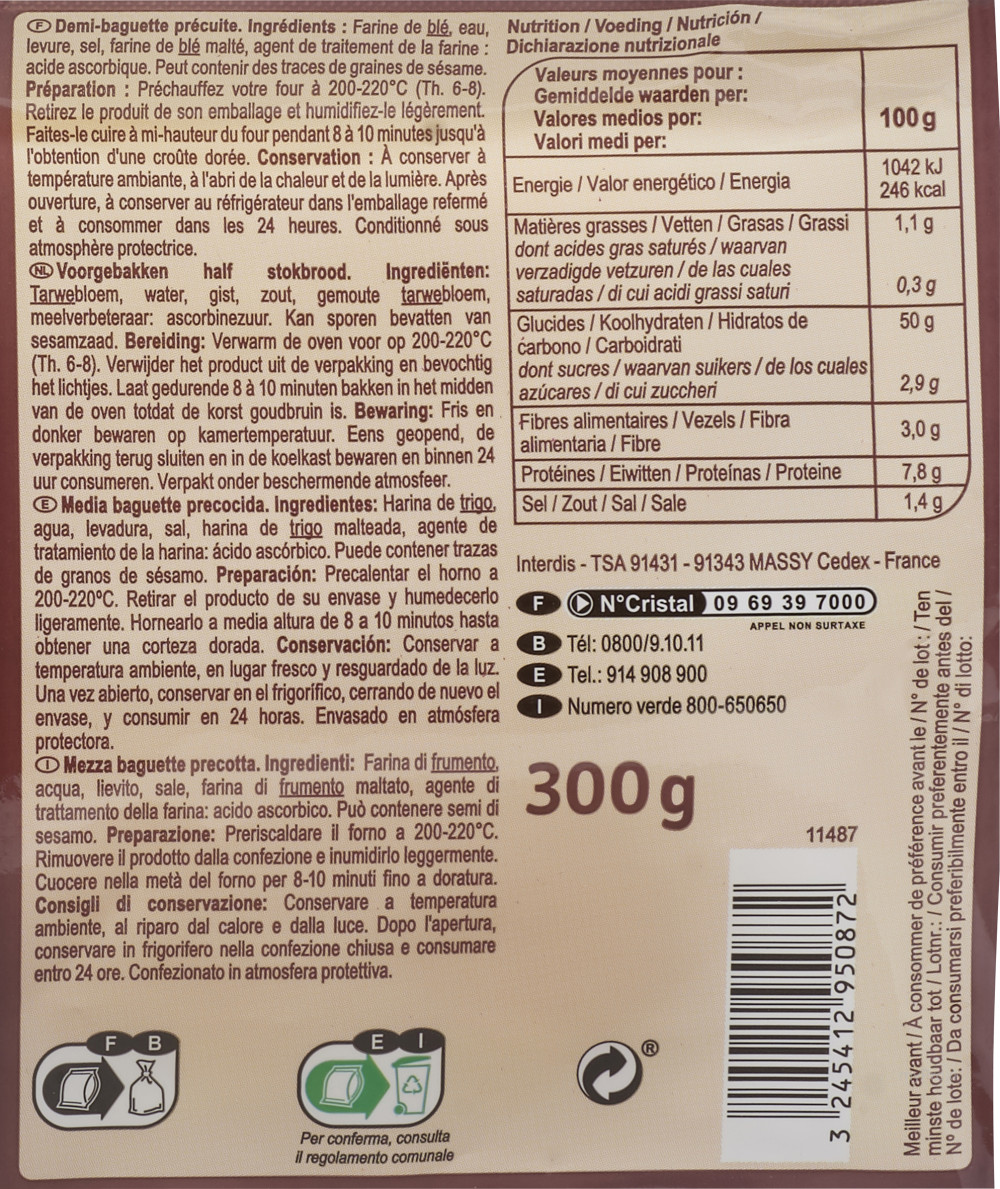 F Demi-baguette précuite. Ingrédients : Farine de blé, eau,
levure, sel, farine de blé malté, agent de traitement de la farine :
acide ascorbique. Peut contenir des traces de graines de sésame.
Préparation : Préchauffez votre four à 200-220°C (Th. 6-8).
Retirez le produit de son emballage et humidifiez-le légèrement.
Faites-le cuire à mi-hauteur du four pendant 8 à 10 minutes jusqu'à
l'obtention d'une croûte dorée. Conservation : À conserver à
température ambiante, à l'abri de la chaleur et de la lumière. Après
ouverture, à conserver au réfrigérateur dans l'emballage refermé
et à consommer dans les 24 heures. Conditionné sous
atmosphère protectrice.
NL Voorgebakken half stokbrood. Ingrediënten:
Tarwebloem, water, gist, zout, gemoute tarwebloem,
meelverbeteraar: ascorbinezuur. Kan sporen bevatten van
sesamzaad. Bereiding: Verwarm de oven voor op 200-220°C
(Th. 6-8). Verwijder het product uit de verpakking en bevochtig
het lichtjes. Laat gedurende 8 à 10 minuten bakken in het midden
van de oven totdat de korst goudbruin is. Bewaring: Fris en
donker bewaren op kamertemperatuur. Eens geopend, de
verpakking terug sluiten en in de koelkast bewaren en binnen 24
uur consumeren. Verpakt onder beschermende atmosfeer.
E Media baguette precocida. Ingredientes: Harina de trigo,
agua, levadura, sal, harina de trigo malteada, agente de
tratamiento de la harina: ácido ascórbico. Puede contener trazas
de granos de sésamo. Preparación: Precalentar el horno a
200-220°C. Retirar el producto de su envase y humedecerlo
ligeramente. Hornearlo a media altura de 8 a 10 minutos hasta
obtener una corteza dorada. Conservación: Conservar a
temperatura ambiente, en lugar fresco y resguardado de la luz.
Una vez abierto, conservar en el frigorífico, cerrando de nuevo el
envase, y consumir en 24 horas. Envasado en atmósfera
protectora.
I Mezza baguette precotta. Ingredienti: Farina di frumento,
acqua, lievito, sale, farina di frumento maltato, agente di
trattamento della farina: acido ascorbico. Può contenere semi di
sesamo. Preparazione: Preriscaldare il forno a 200-220°C.
Rimuovere il prodotto dalla confezione e inumidirlo leggermente.
Cuocere nella metà del forno per 8-10 minuti fino a doratura.
Consigli di conservazione: Conservare a temperatura
ambiente, al riparo dal calore e dalla luce. Dopo l'apertura,
conservare in frigorifero nella confezione chiusa e consumare
entro 24 ore. Confezionato in atmosfera protettiva.
F B
E I
Per conferma, consulta
il regolamento comunale
®
Nutrition / Voeding / Nutrición /
Dichiarazione nutrizionale
Valeurs moyennes pour :
Gemiddelde waarden per:
Valores medios por:
Valori medi per:
100 g
Energie / Valor energético / Energia
1042 kJ
246 kcal
Matières grasses / Vetten / Grasas / Grassi 1,1 g
dont acides gras saturés / waarvan
verzadigde vetzuren / de las cuales
saturadas / di cui acidi grassi saturi 0,3 g
Glucides / Koolhydraten / Hidratos de 50 g
carbono / Carboidrati
dont sucres / waarvan suikers / de los cuales
azúcares / di cui zuccheri 2,9 g
Fibres alimentaires / Vezels / Fibra
alimentaria / Fibre 3,0 g
Protéines / Eiwitten / Proteínas / Proteine 7,8 g
Sel / Zout / Sal / Sale 1,4 g
Interdis - TSA 91431 - 91343 MASSY Cedex - France
F N°Cristal 09 69 39 7000
APPEL NON SURTAXE
B Tél: 0800/9.10.11
E Tel.: 914 908 900
I Numero verde 800-650650
300 g
11487
3 245412 950872
Meilleur avant / À consommer de préférence avant le / N° de lot : / Ten
minste houdbaar tot / Lotnr.: / Consumir preferentemente antes del /
N° de lote: / Da consumarsi preferibilmente entro il / N° di lotto: